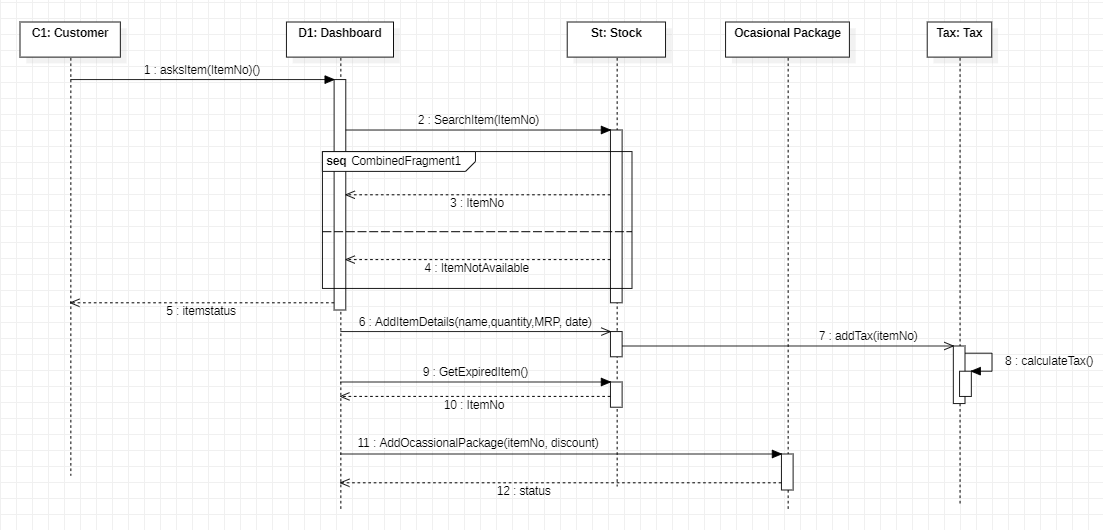 C1: Customer
D1: Dashboard
St: Stock
Ocasional Package
Tax: Tax
1 : asksItem(ItemNo)()
2 : SearchItem(ItemNo)
seq CombinedFragment1
3 : ItemNo
4 : ItemNotAvailable
5 : itemstatus
6 : AddItemDetails(name,quantity,MRP, date)
7 : addTax(itemNo)
8 : calculateTax()
9 : GetExpiredItem()
10 : ItemNo
11 : AddOcassionalPackage(itemNo, discount)
12 : status